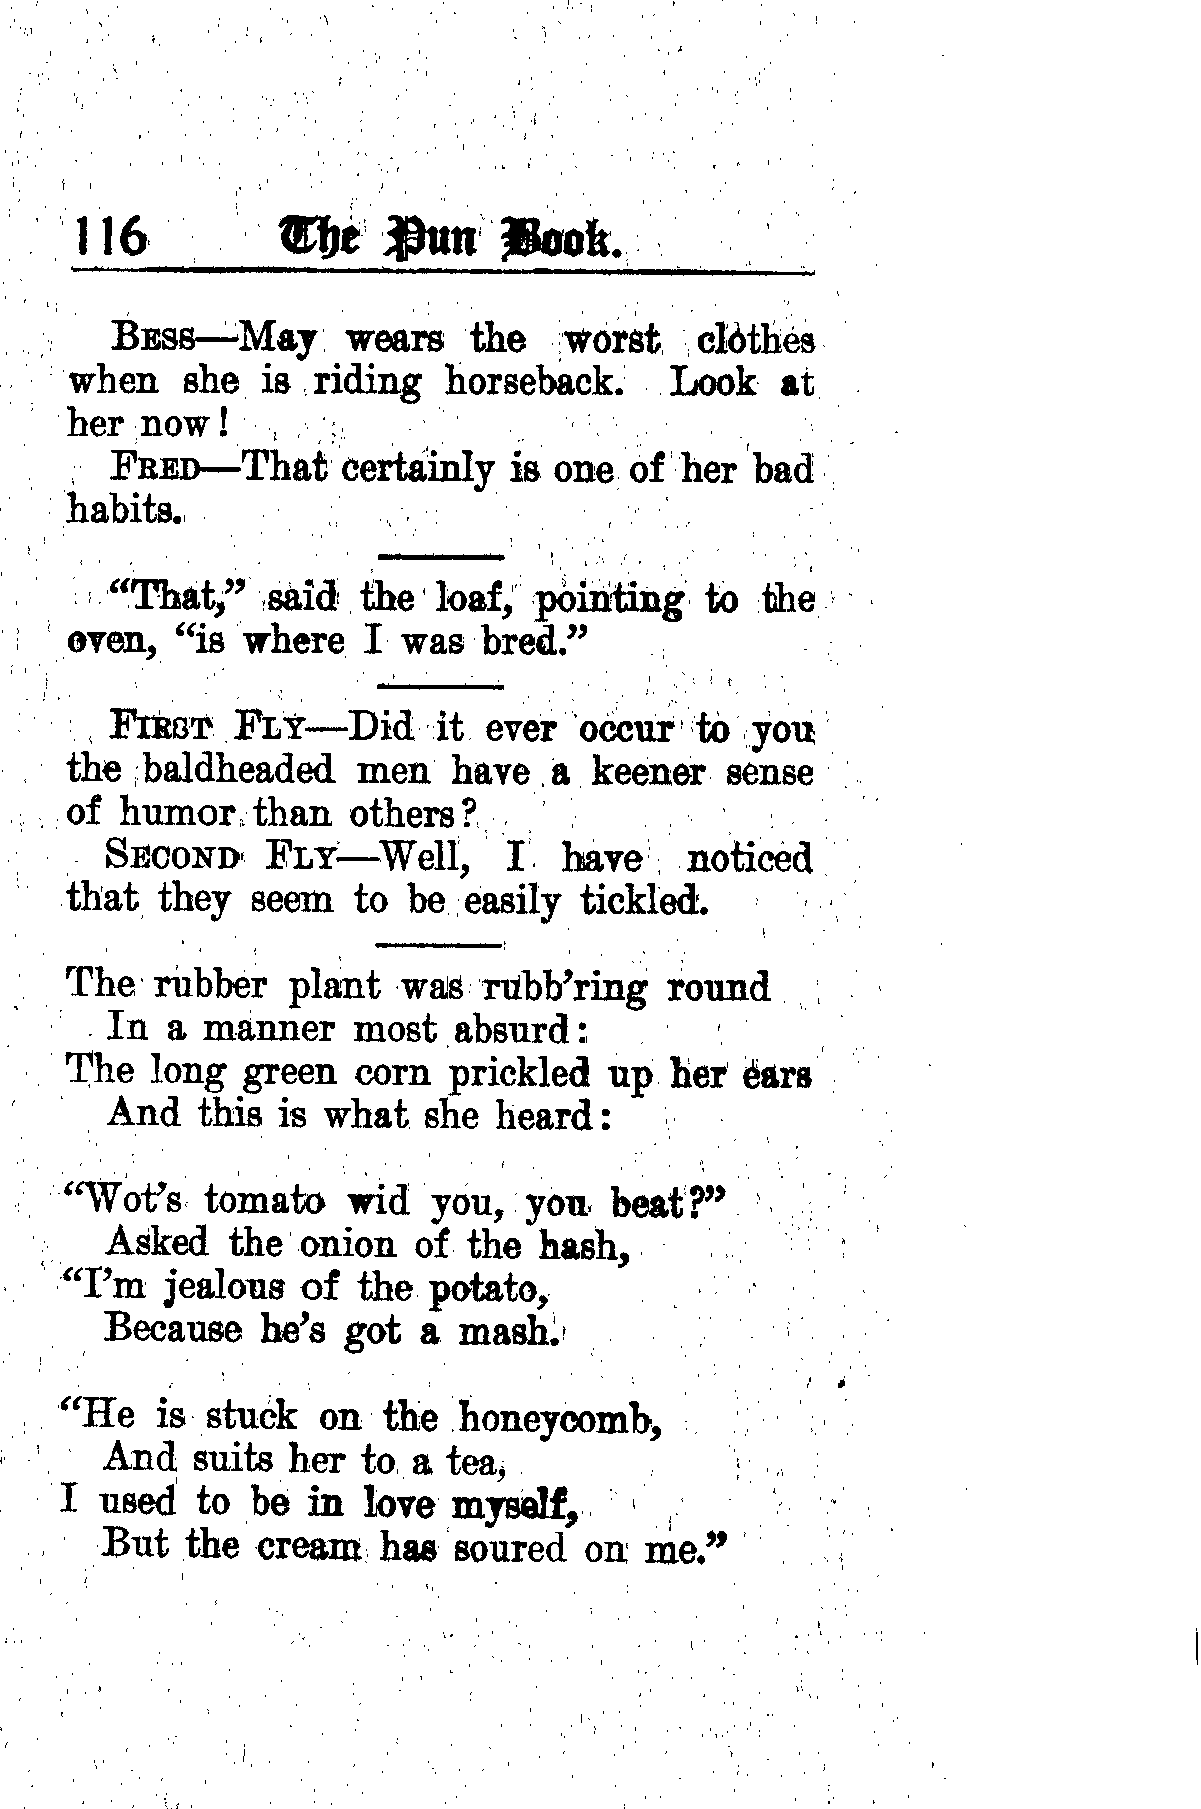 116 The Pun Book.
BESS—May wears the worst clothes
when she is riding horseback. Look at
her now!
FRED—That certainly is one of her bad
habits.
"That," said the loaf, pointing to the
oven, "is where I was bred."
FIRST FLY—Did it ever occur to you
the baldheaded men have a keener sense
of humor than others?
SECOND FLY—Well, I have noticed
that they seem to be easily tickled.
The rubber plant was rubb'ring round
In a manner most absurd:
The long green corn prickled up her ears
And this is what she heard:
"Wot's tomato wid you, you beat?"
Asked the onion of the hash,
"I'm jealous of the potato,
Because he's got a mash.
"He is stuck on the honeycomb,
And suits her to a tea,
I used to be in love myself,
But the cream has soured on me."